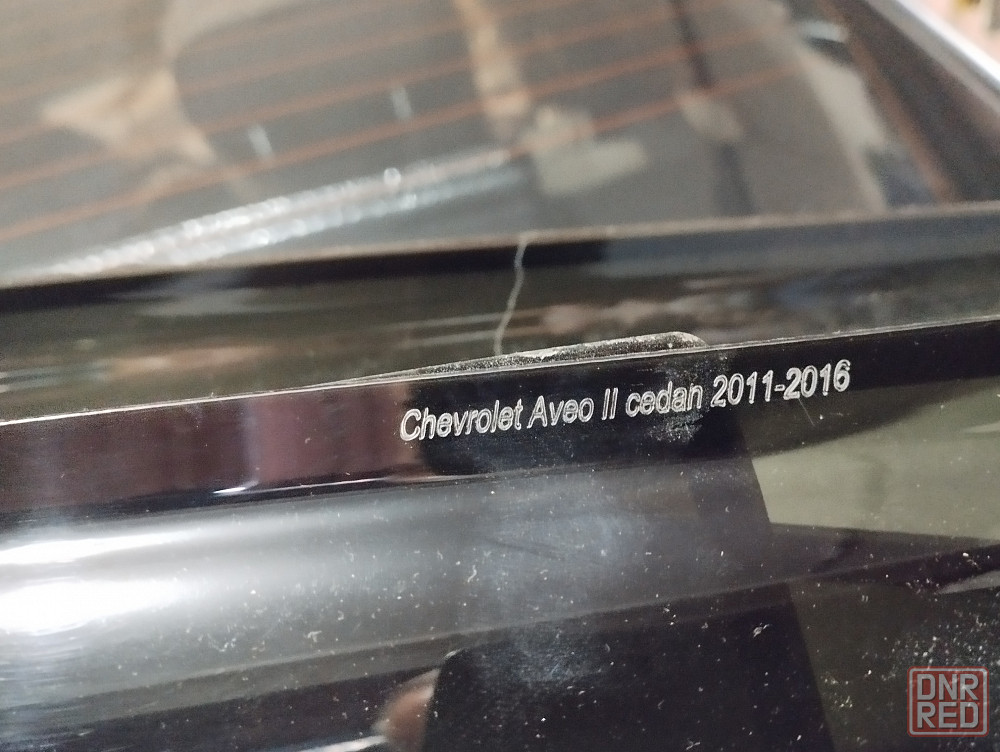 Chevrolet Aveo II cedan 2011-2016
DNR
RED